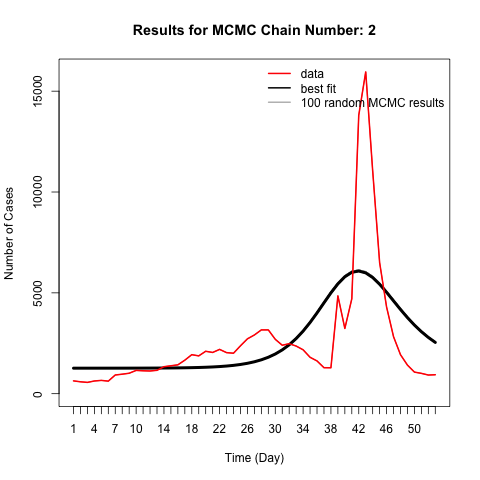 Results for MCMC Chain Number: 2
data
best fit
100 random MCMC results
Number of Cases
0
5000
10000
15000
1 4 7 10 14 18 22 26 30 34 38 42 46 50
Time (Day)